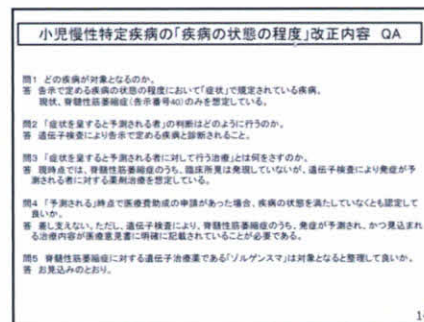 小児慢性特定疾病の「疾病の状態の程度」改正内容 QA
問1 どの疾病が対象となるのか。
答 告示で定める疾病の状態の程度において「症状」で規定されている疾病。
現状、脊髄性筋萎縮症(告示番号40)のみを想定している。
問2 「症状を呈すると予測される者」の判断はどのように行うのか。
答 遺伝子検査により告示で定める疾病と診断されること。
問3 「症状を呈すると予測される者に対して行う治療」とは何をさすのか。
答 現時点では、脊髄性筋萎縮症のうち、臨床所見は発現していないが、遺伝子検査により発症が予
測される者に対する薬剤治療を想定している。
問4 「予測される」時点で医療費助成の申請があった場合、疾病の状態を満たしていなくとも認定して
良いか。
答 差し支えない。ただし、遺伝子検査により、脊髄性筋萎縮症のうち、発症が予測され、かつ見込まれ
る治療内容が医療意見書に明確に記載されていることが必要である。
問5 脊髄性筋萎縮症に対する遺伝子治療薬である「ゾルゲンスマ」は対象となると整理して良いか。
答 お見込みのとおり。